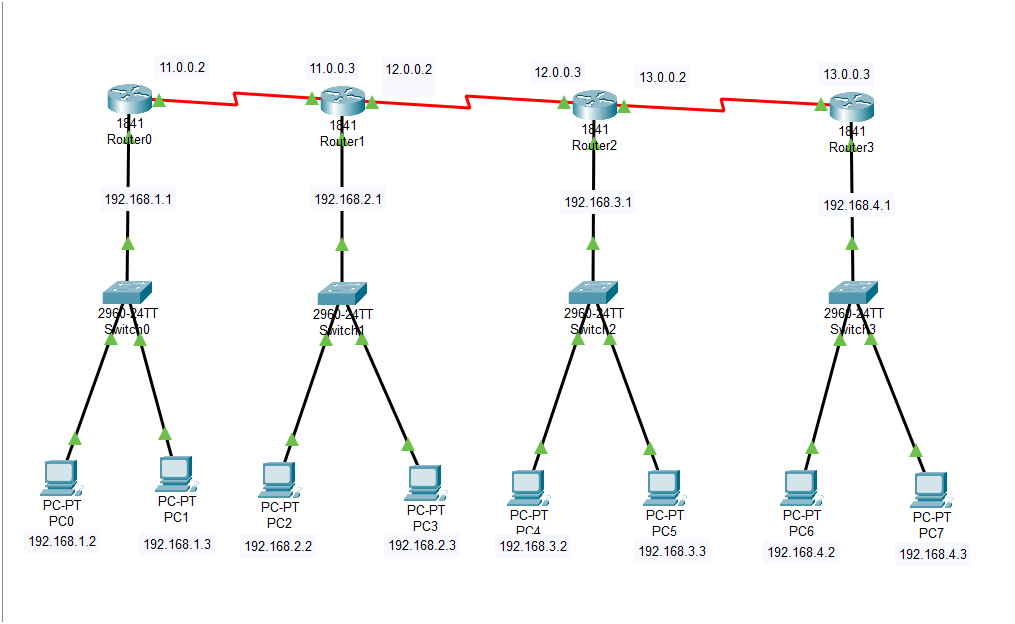 11.0.0.2
11.0.0.3
12.0.0.2
12.0.0.3
13.0.0.2
13.0.0.3
1841
Router0
1841
Router1
1841
Router2
1841
Router3
192.168.1.1
192.168.2.1
192.168.3.1
192.168.4.1
2960-24TT
Switch0
2960-24TT
Switch1
2960-24TT
Switch2
2960-24TT
Switch3
PC-PT
PC0
192.168.1.2
PC-PT
PC1
192.168.1.3
PC-PT
PC2
192.168.2.2
PC-PT
PC3
192.168.2.3
PC-PT
PC4
192.168.3.2
PC-PT
PC5
192.168.3.3
PC-PT
PC6
192.168.4.2
PC-PT
PC7
192.168.4.3